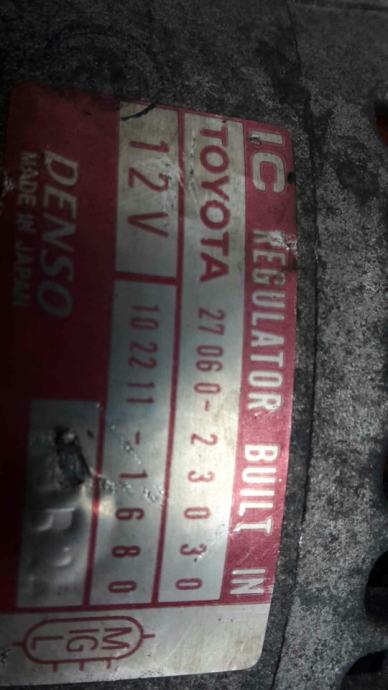 IC REGULATOR BUILT IN
TOYOTA 27060-23030
12V 102211-1680
DENSO
MADE IN JAPAN
M
IG
L